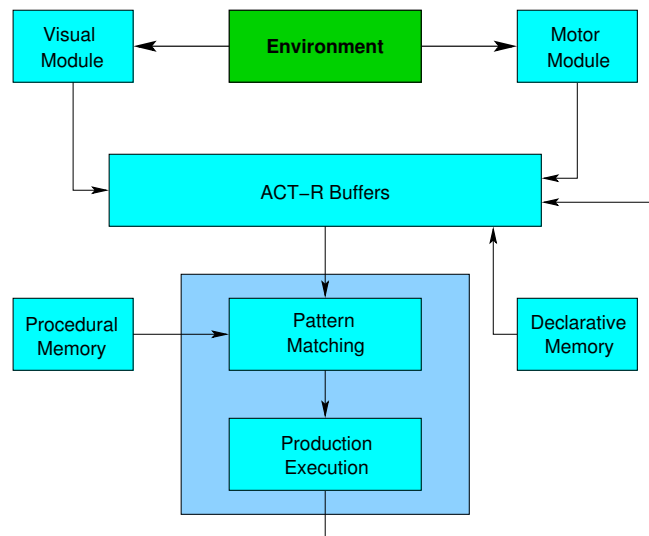 Visual
Module
Environment
Motor
Module
ACT−R Buffers
Procedural
Memory
Pattern
Matching
Declarative
Memory
Production
Execution